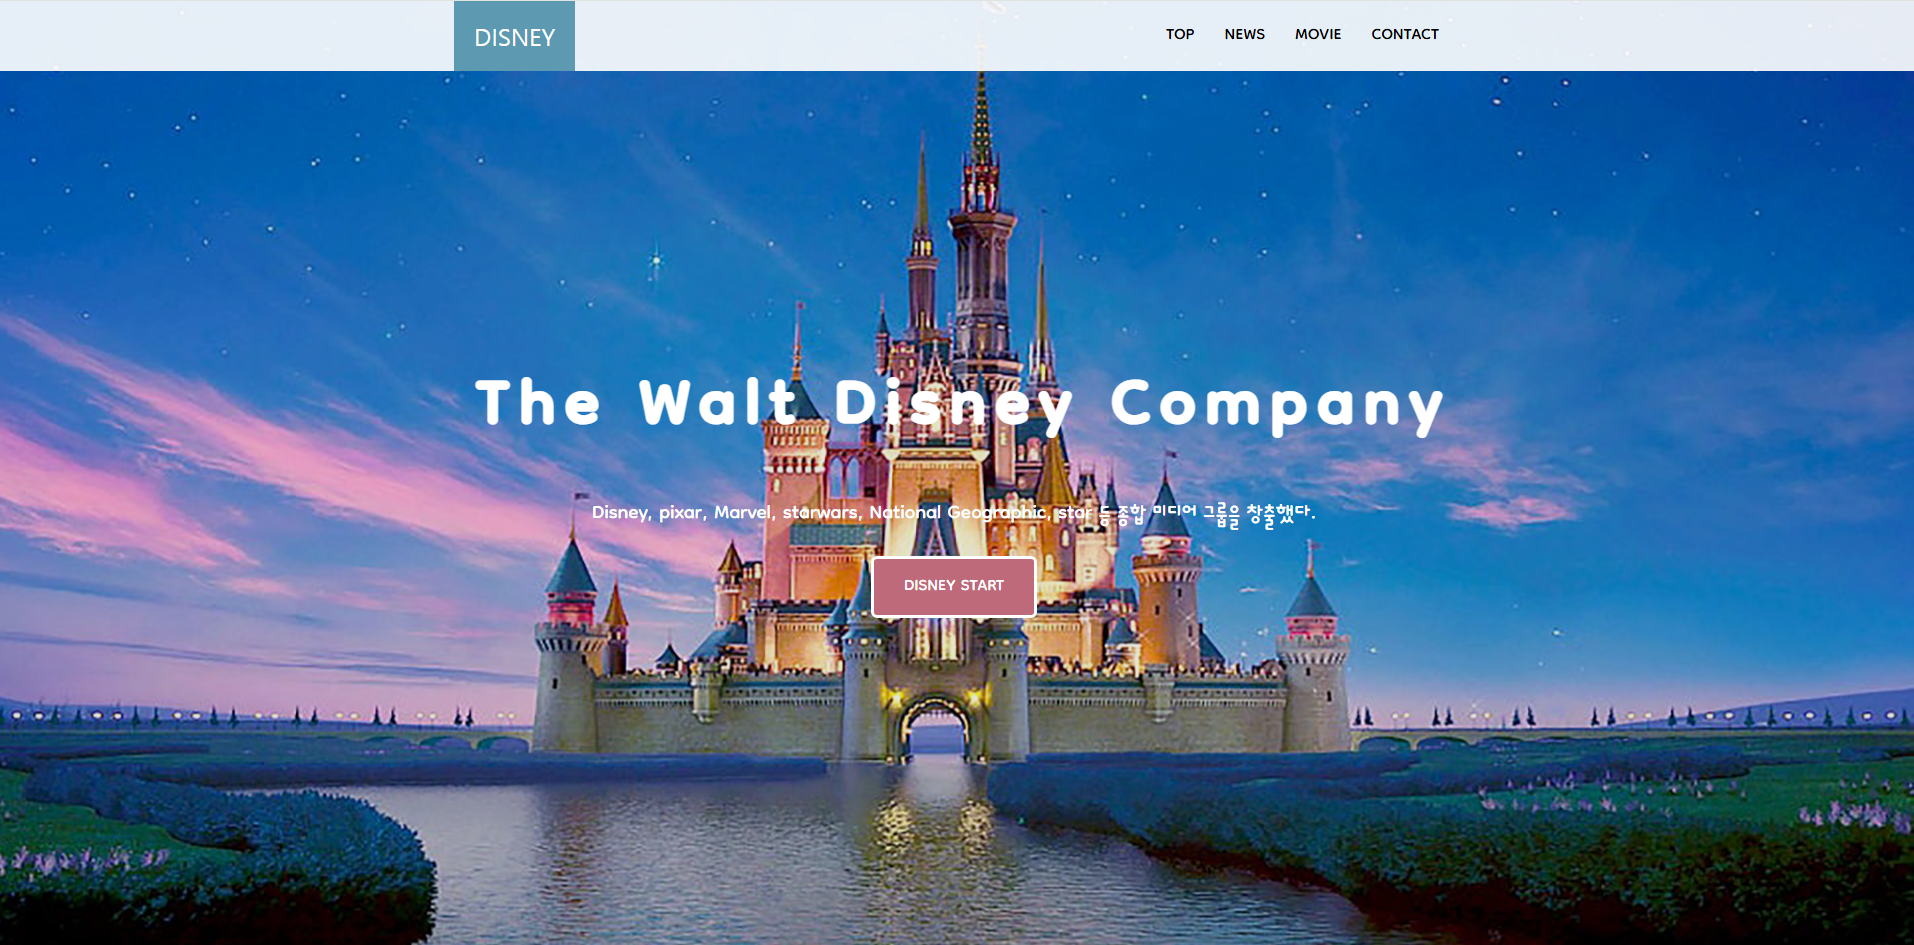 DISNEY
TOP NEWS MOVIE CONTACT
The Walt Disney Company
Disney, pixar, Marvel, starwars, National Geographic, star 등 종합 미디어 그룹을 창출했다.
DISNEY START